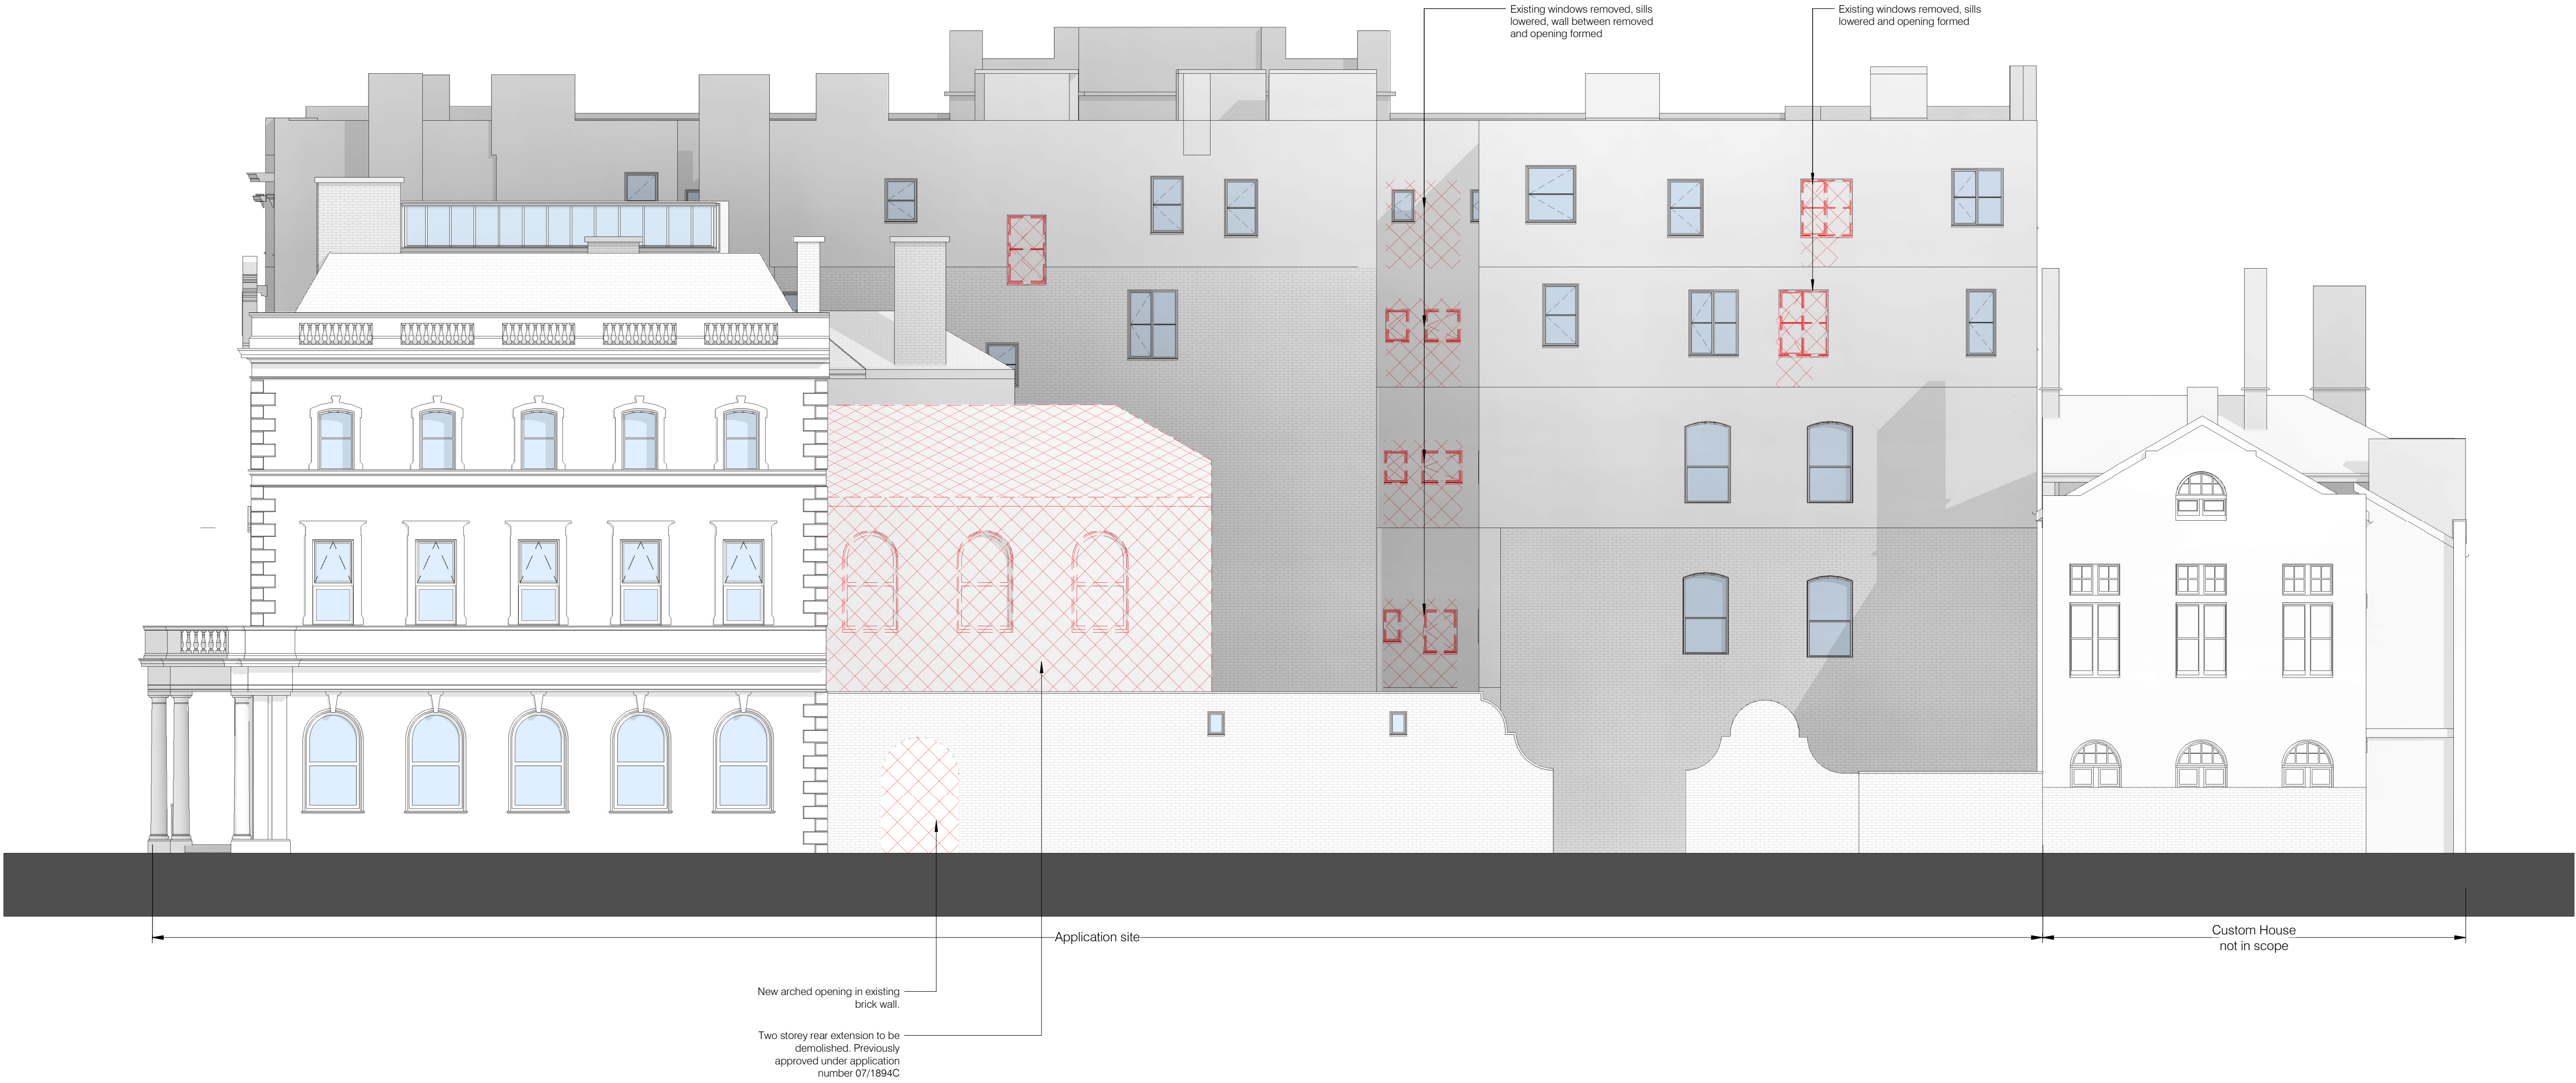 Existing windows removed, sills
lowered, wall between removed
and opening formed
Existing windows removed, sills
lowered and opening formed
Application site
Custom House
not in scope
New arched opening in existing
brick wall.
Two storey rear extension to be
demolished. Previously
approved under application
number 07/1894C